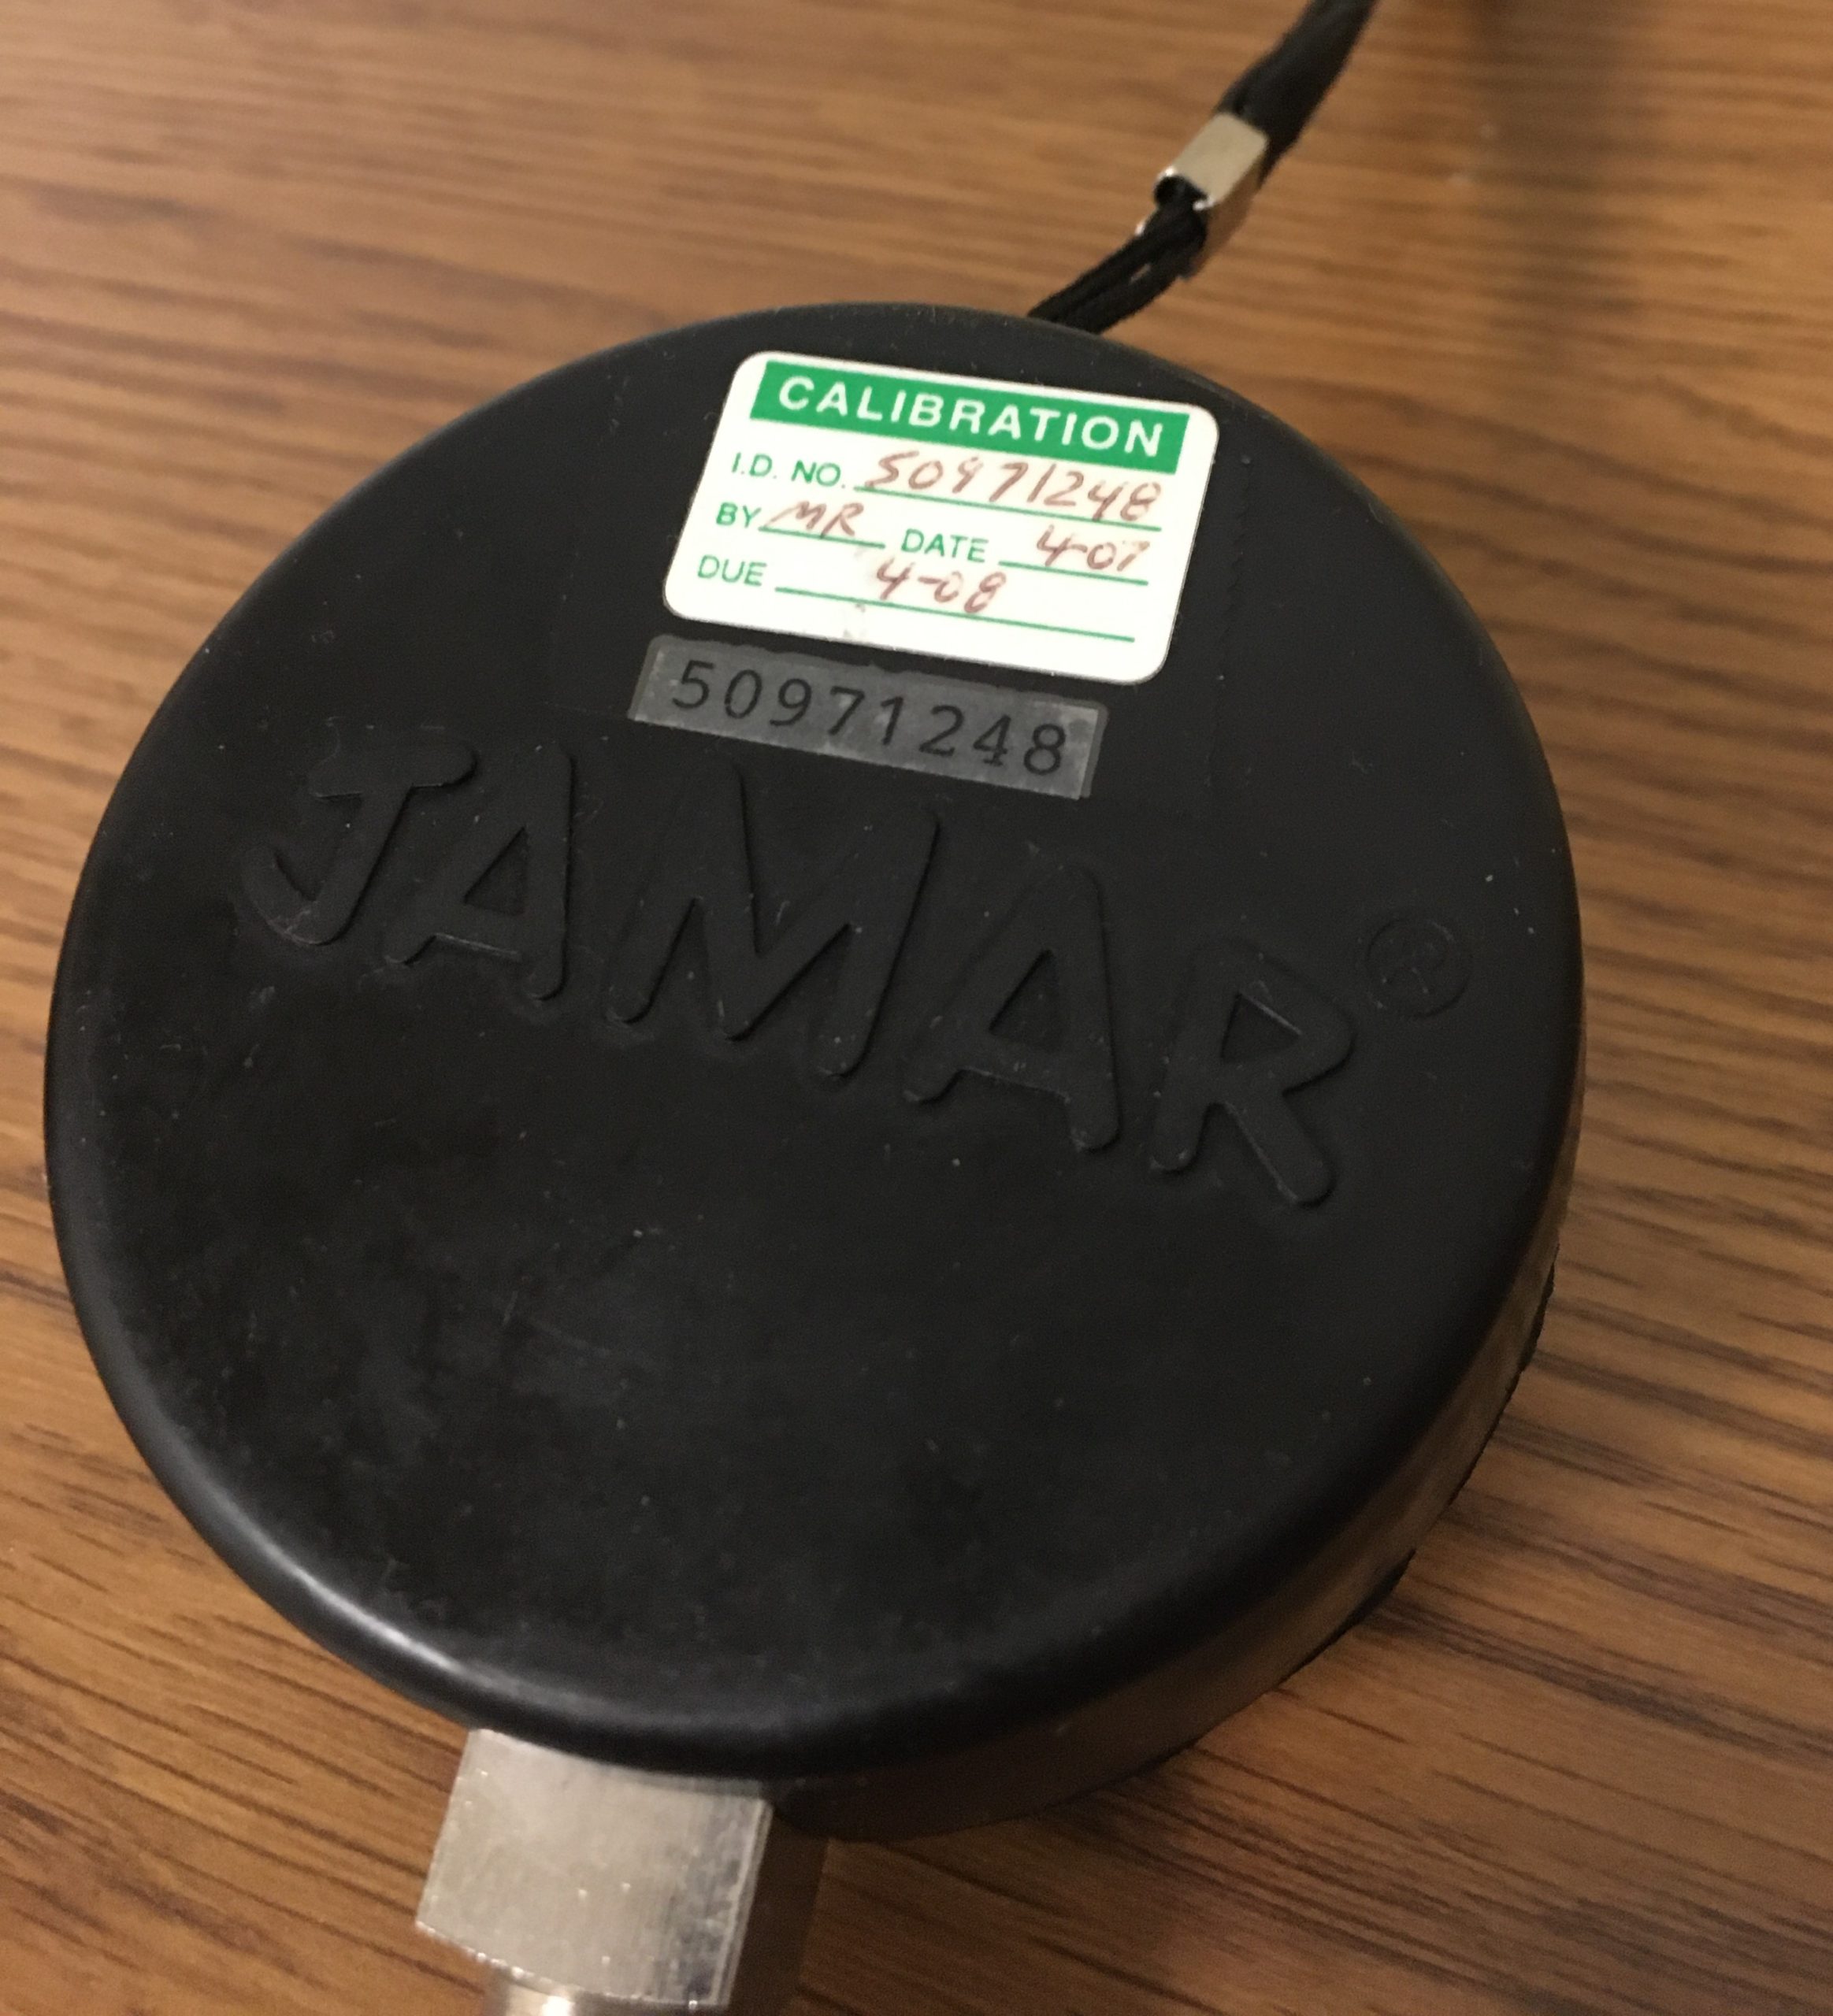 CALIBRATION
I.D. NO. 50971248
BY MR DATE 4-07
DUE 4-08
50971248
JAMAR®